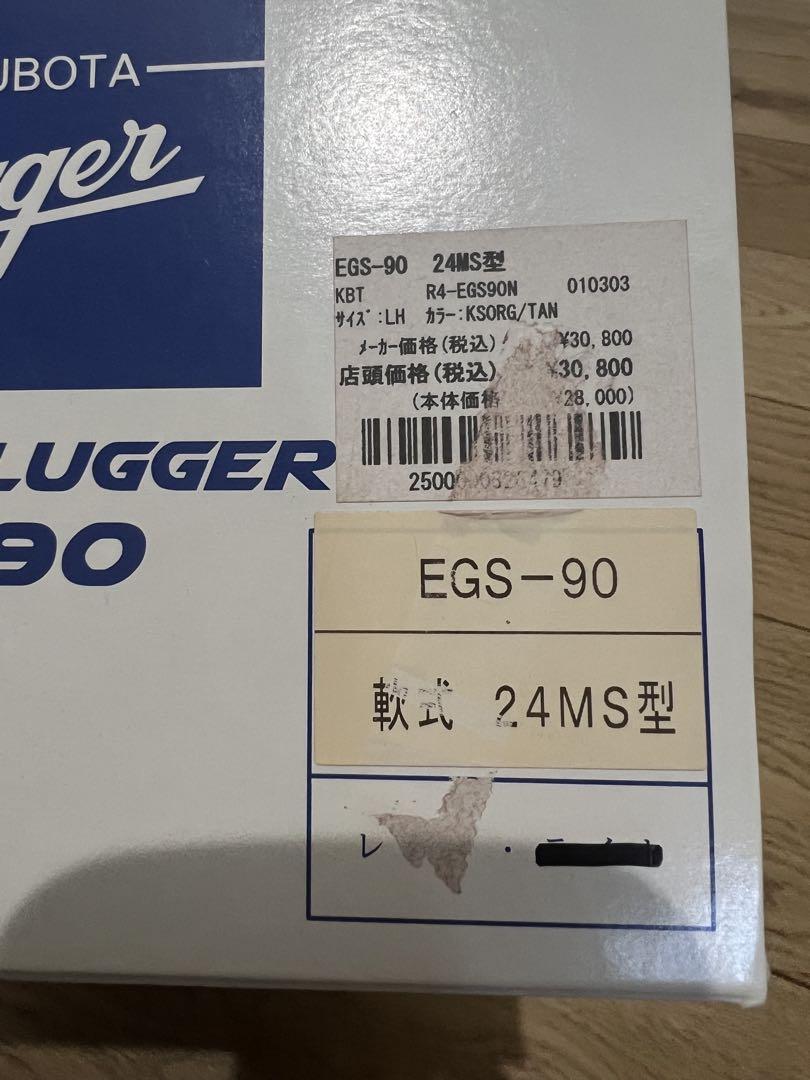 UBOTA
gger
LUGGER
90
EGS-90 24MS型
KBT R4-EGS90N 010303
サイズ:LH カラー:KSORG/TAN
メーカー価格(税込) ¥30,800
店頭価格(税込) ¥30,800
(本体価格 ¥28,000)
EGS-90
軟式 24MS型
レ ・